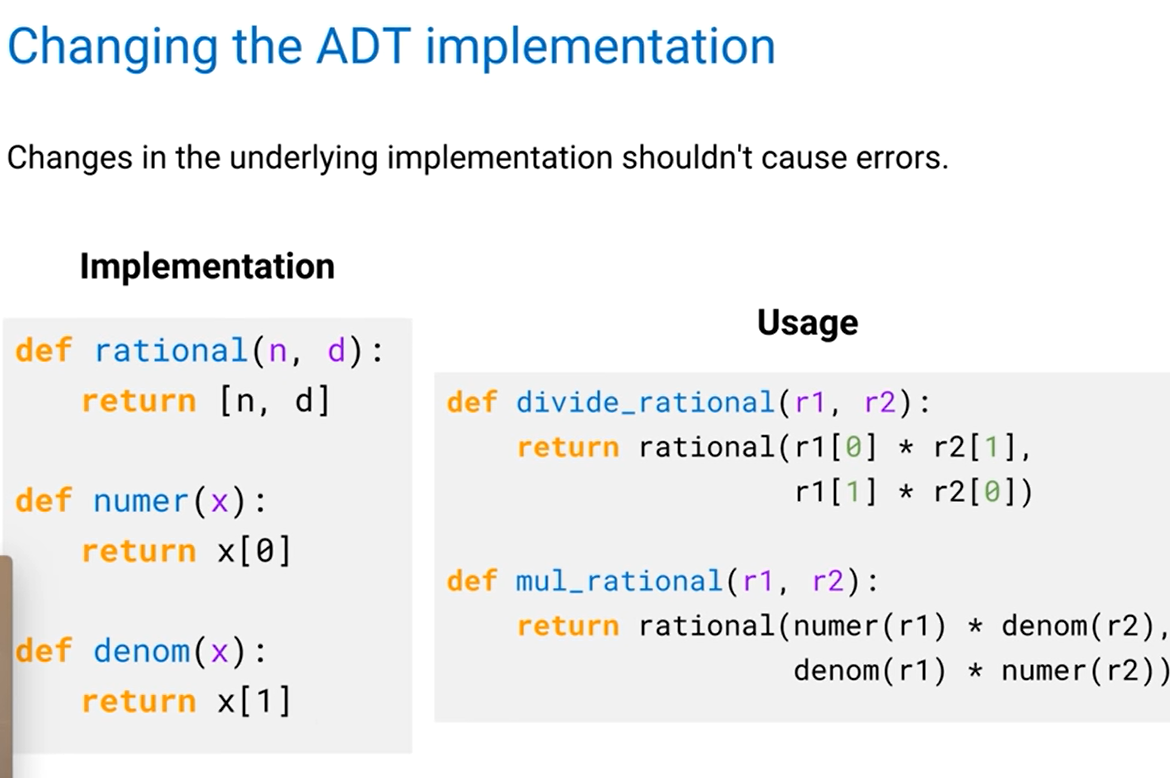 Changing the ADT implementation
Changes in the underlying implementation shouldn't cause errors.
Implementation
def rational(n, d):
    return [n, d]
def numer(x):
    return x[0]
def denom(x):
    return x[1]
Usage
def divide_rational(r1, r2):
    return rational(r1[0] * r2[1],
                    r1[1] * r2[0])
def mul_rational(r1, r2):
    return rational(numer(r1) * denom(r2),
                    denom(r1) * numer(r2))